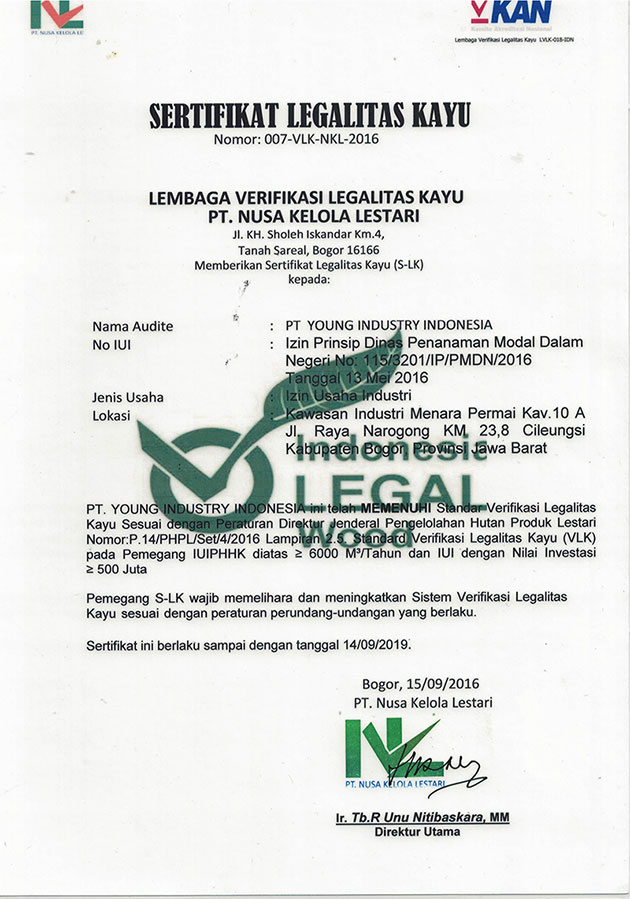 LEGAL
PT. NUSA KELOLA LE
KAN
Komite Akreditasi Nasional
Lembaga Verifikasi Legalitas Kayu LVLK-018-IDN
SERTIFIKAT LEGALITAS KAYU
Nomor: 007-VLK-NKL-2016
LEMBAGA VERIFIKASI LEGALITAS KAYU
PT. NUSA KELOLA LESTARI
Jl. KH. Sholeh Iskandar Km.4,
Tanah Sareal, Bogor 16166
Memberikan Sertifikat Legalitas Kayu (S-LK)
kepada:
Nama Audite : PT YOUNG INDUSTRY INDONESIA
No IUI : Izin Prinsip Dinas Penanaman Modal Dalam
Negeri No: 115/3201/IP/PMDN/2016
Tanggal 13 Mei 2016
Jenis Usaha : Izin Usaha Industri
Lokasi : Kawasan Industri Menara Permai Kav.10 A
Jl. Raya Narogong KM 23,8 Cileungsi
Kabupaten Bogor, Provinsi Jawa Barat
Indonesia
LEGAL
Wood
PT. YOUNG INDUSTRY INDONESIA ini telah MEMENUHI Standar Verifikasi Legalitas
Kayu Sesuai dengan Peraturan Direktur Jenderal Pengelolahan Hutan Produk Lestari
Nomor:P.14/PHPL/Set/4/2016 Lampiran 2.5. Standard Verifikasi Legalitas Kayu (VLK)
pada Pemegang IUIPHHK diatas ≥ 6000 M³/Tahun dan IUI dengan Nilai Investasi
≥ 500 Juta
Pemegang S-LK wajib memelihara dan meningkatkan Sistem Verifikasi Legalitas
Kayu sesuai dengan peraturan perundang-undangan yang berlaku.
Sertifikat ini berlaku sampai dengan tanggal 14/09/2019.
Bogor, 15/09/2016
PT. Nusa Kelola Lestari
PT. NUSA KELOLA LESTARI
Ir. Tb.R Unu Nitibaskara, MM
Direktur Utama